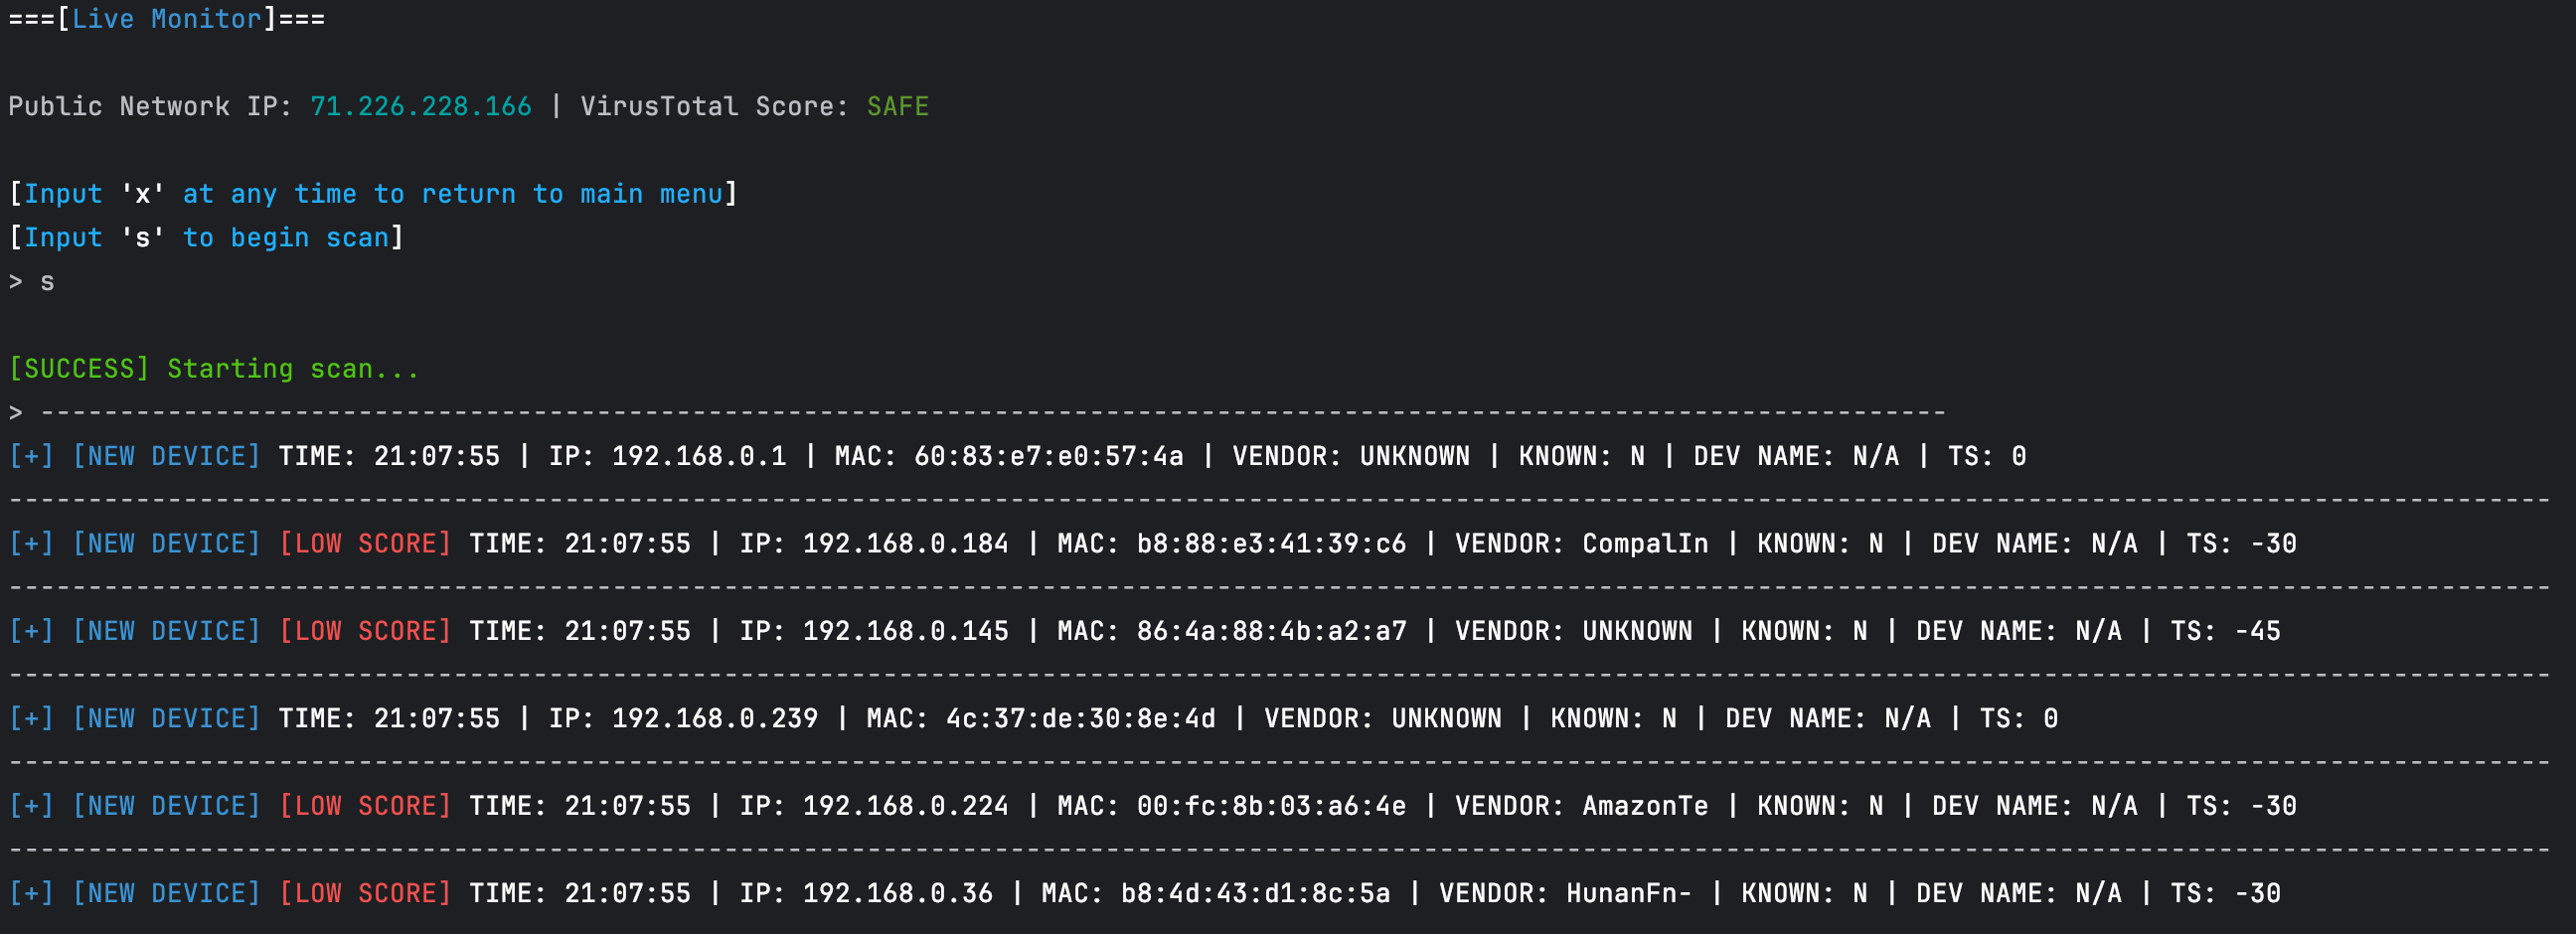 ===[Live Monitor]===
Public Network IP: 71.226.228.166 | VirusTotal Score: SAFE
[Input 'x' at any time to return to main menu]
[Input 's' to begin scan]
> s
[SUCCESS] Starting scan...
> ------------------------------------------------------------------------------------------------------------------------
[+] [NEW DEVICE] TIME: 21:07:55 | IP: 192.168.0.1 | MAC: 60:83:e7:e0:57:4a | VENDOR: UNKNOWN | KNOWN: N | DEV NAME: N/A | TS: 0
----------------------------------------------------------------------------------------------------------------------------------------------------------------
[+] [NEW DEVICE] [LOW SCORE] TIME: 21:07:55 | IP: 192.168.0.184 | MAC: b8:88:e3:41:39:c6 | VENDOR: CompalIn | KNOWN: N | DEV NAME: N/A | TS: -30
----------------------------------------------------------------------------------------------------------------------------------------------------------------
[+] [NEW DEVICE] [LOW SCORE] TIME: 21:07:55 | IP: 192.168.0.145 | MAC: 86:4a:88:4b:a2:a7 | VENDOR: UNKNOWN | KNOWN: N | DEV NAME: N/A | TS: -45
----------------------------------------------------------------------------------------------------------------------------------------------------------------
[+] [NEW DEVICE] TIME: 21:07:55 | IP: 192.168.0.239 | MAC: 4c:37:de:30:8e:4d | VENDOR: UNKNOWN | KNOWN: N | DEV NAME: N/A | TS: 0
----------------------------------------------------------------------------------------------------------------------------------------------------------------
[+] [NEW DEVICE] [LOW SCORE] TIME: 21:07:55 | IP: 192.168.0.224 | MAC: 00:fc:8b:03:a6:4e | VENDOR: AmazonTe | KNOWN: N | DEV NAME: N/A | TS: -30
----------------------------------------------------------------------------------------------------------------------------------------------------------------
[+] [NEW DEVICE] [LOW SCORE] TIME: 21:07:55 | IP: 192.168.0.36 | MAC: b8:4d:43:d1:8c:5a | VENDOR: HunanFn- | KNOWN: N | DEV NAME: N/A | TS: -30